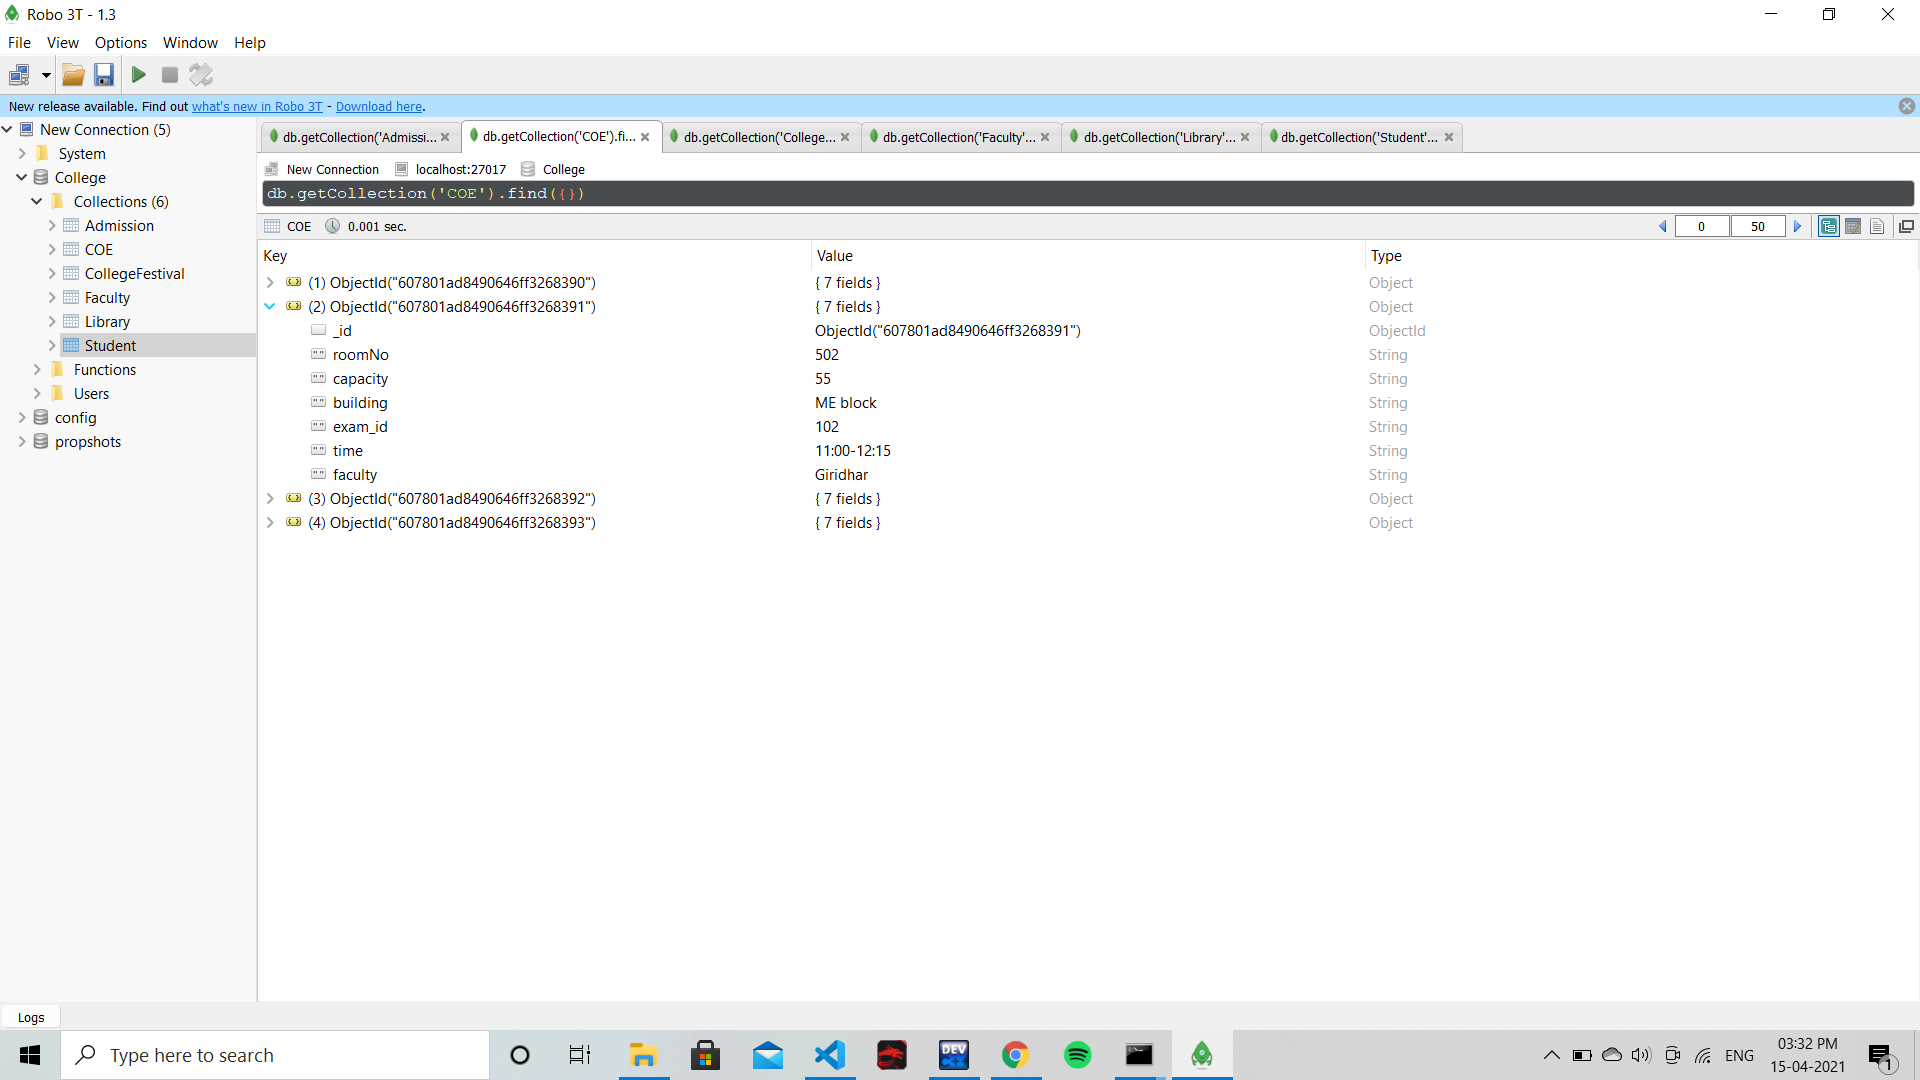 Robo 3T - 1.3
File View Options Window Help
New release available. Find out what's new in Robo 3T - Download here.
New Connection (5)
System
College
Collections (6)
Admission
COE
CollegeFestival
Faculty
Library
Student
Functions
Users
config
propshots
db.getCollection('Admissi... db.getCollection('COE').fi... db.getCollection('College... db.getCollection('Faculty'... db.getCollection('Library'... db.getCollection('Student'...
New Connection localhost:27017 College
db.getCollection('COE').find({})
COE 0.001 sec. 0 50
Key Value Type
(1) ObjectId("607801ad8490646ff3268390") { 7 fields } Object
(2) ObjectId("607801ad8490646ff3268391") { 7 fields } Object
_id ObjectId("607801ad8490646ff3268391") ObjectId
roomNo 502 String
capacity 55 String
building ME block String
exam_id 102 String
time 11:00-12:15 String
faculty Giridhar String
(3) ObjectId("607801ad8490646ff3268392") { 7 fields } Object
(4) ObjectId("607801ad8490646ff3268393") { 7 fields } Object
Logs
Type here to search
DEV
C++
ENG
03:32 PM
15-04-2021
1